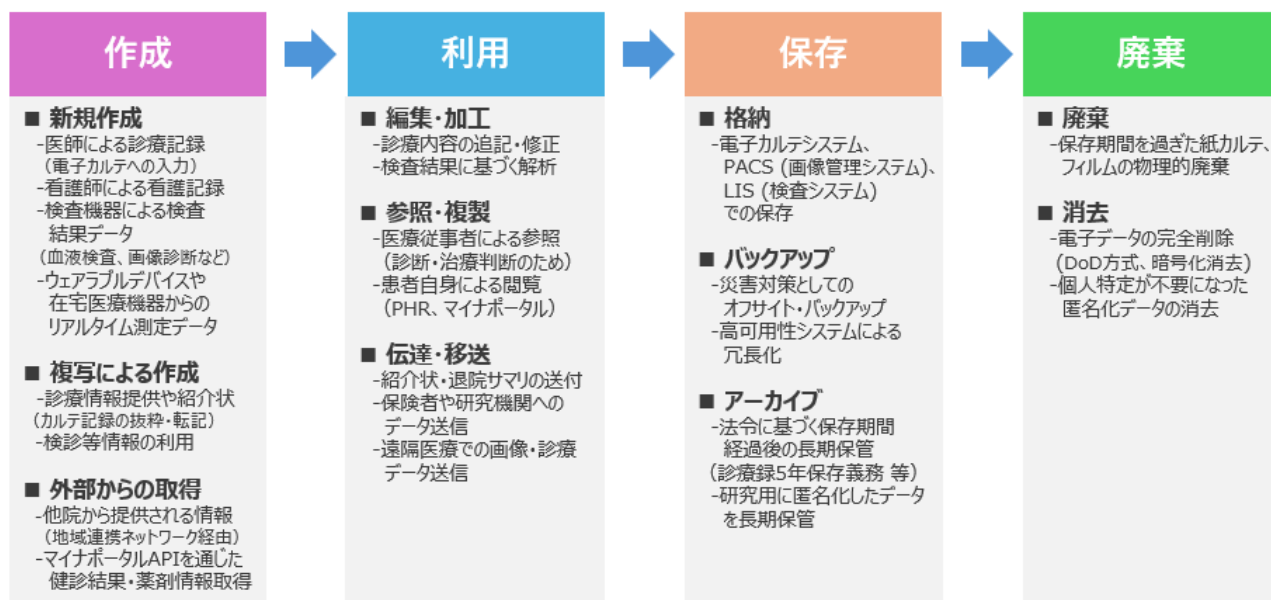 作成
■ 新規作成
-医師による診療記録
（電子カルテへの入力）
-看護師による看護記録
-検査機器による検査
結果データ
（血液検査、画像診断など）
-ウェアラブルデバイスや
在宅医療機器からの
リアルタイム測定データ
■ 複写による作成
-診療情報提供や紹介状
（カルテ記録の抜粋・転記）
-検診等情報の利用
■ 外部からの取得
-他院から提供される情報
（地域連携ネットワーク経由）
-マイナポータルAPIを通じた
健診結果・薬剤情報取得
利用
■ 編集・加工
-診療内容の追記・修正
-検査結果に基づく解析
■ 参照・複製
-医療従事者による参照
（診断・治療判断のため）
-患者自身による閲覧
（PHR、マイナポータル）
■ 伝達・移送
-紹介状・退院サマリの送付
-保険者や研究機関への
データ送信
-遠隔医療での画像・診療
データ送信
保存
■ 格納
-電子カルテシステム、
PACS (画像管理システム)、
LIS (検査システム)
での保存
■ バックアップ
-災害対策としての
オフサイト・バックアップ
-高可用性システムによる
冗長化
■ アーカイブ
-法令に基づく保存期間
経過後の長期保管
（診療録5年保存義務 等）
-研究用に匿名化したデータ
を長期保管
廃棄
■ 廃棄
-保存期間を過ぎた紙カルテ、
フィルムの物理的廃棄
■ 消去
-電子データの完全削除
（DoD方式、暗号化消去）
-個人特定が不要になった
匿名化データの消去